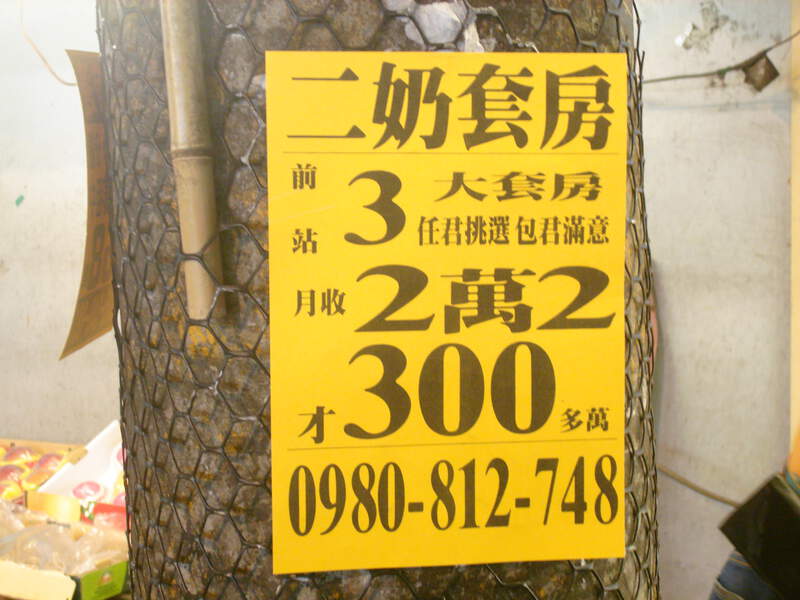 二奶套房
前站 3 大套房
任君挑選 包君滿意
月收 2萬2
才 300 多萬
0980-812-748